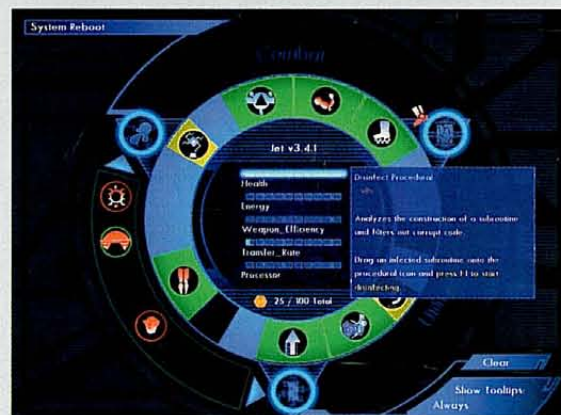 System Reboot
Combat
Jet v3.4.1
Health
Energy
Weapon_Efficiency
Transfer_Rate
Processor
25 / 100 Total
Disinfect Procedural
Analyzes the construction of a subroutine
and filters out corrupt code.
Drag an infected subroutine onto the
procedural icon and press F1 to start
disinfecting.
Clear
Show Tooltips:
Always